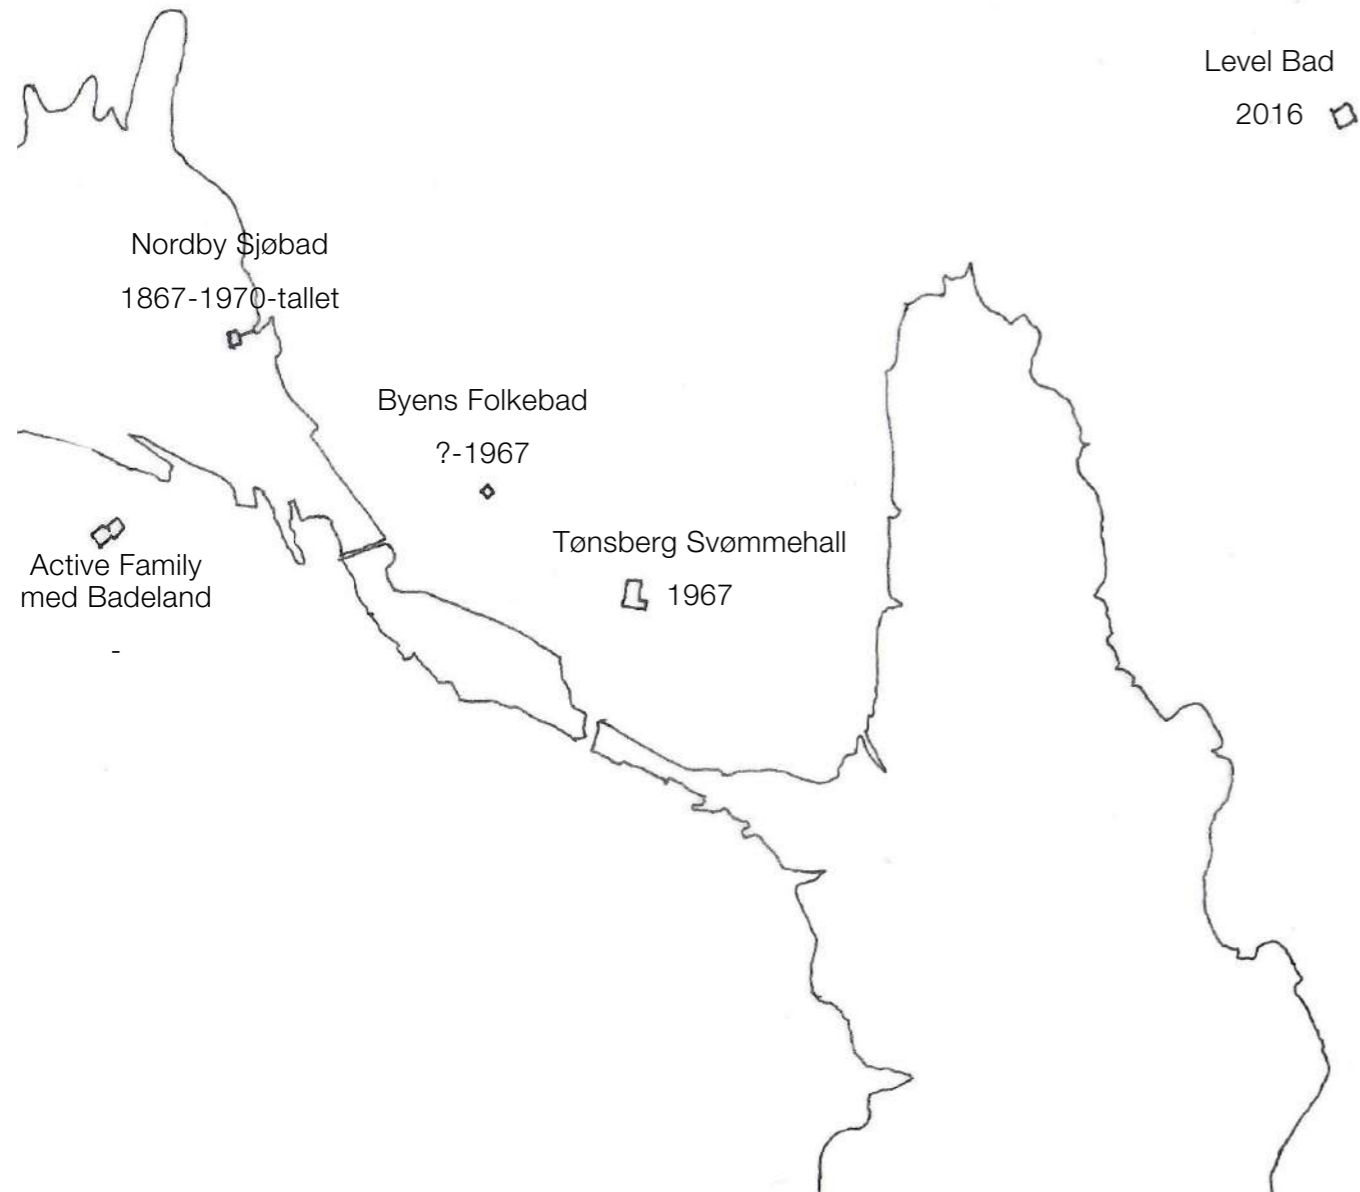 Level Bad
2016
Nordby Sjøbad
1867-1970-tallet
Byens Folkebad
?-1967
Tønsberg Svømmehall
1967
Active Family
med Badeland
-